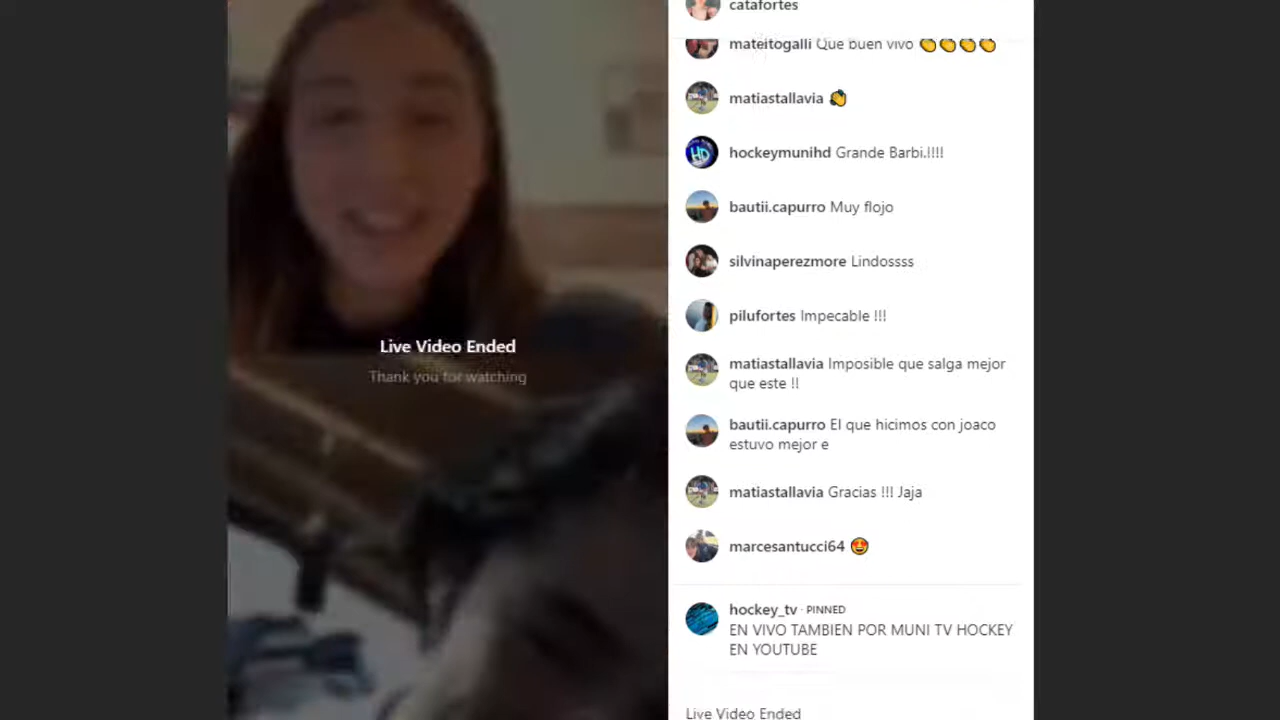 catafortes
mateitogalli Que buen vivo 👏👏👏👏
matiastallavia 👏
hockeymunihd Grande Barbi.!!!!
bautii.capurro Muy flojo
silvinaperezmore Lindossss
pilufortes Impecable !!!
matiastallavia Imposible que salga mejor
que este !!
bautii.capurro El que hicimos con joaco
estuvo mejor e
matiastallavia Gracias !!! Jaja
marcesantucci64 😍
hockey_tv · PINNED
EN VIVO TAMBIEN POR MUNI TV HOCKEY
EN YOUTUBE
Live Video Ended
Live Video Ended
Thank you for watching
HD